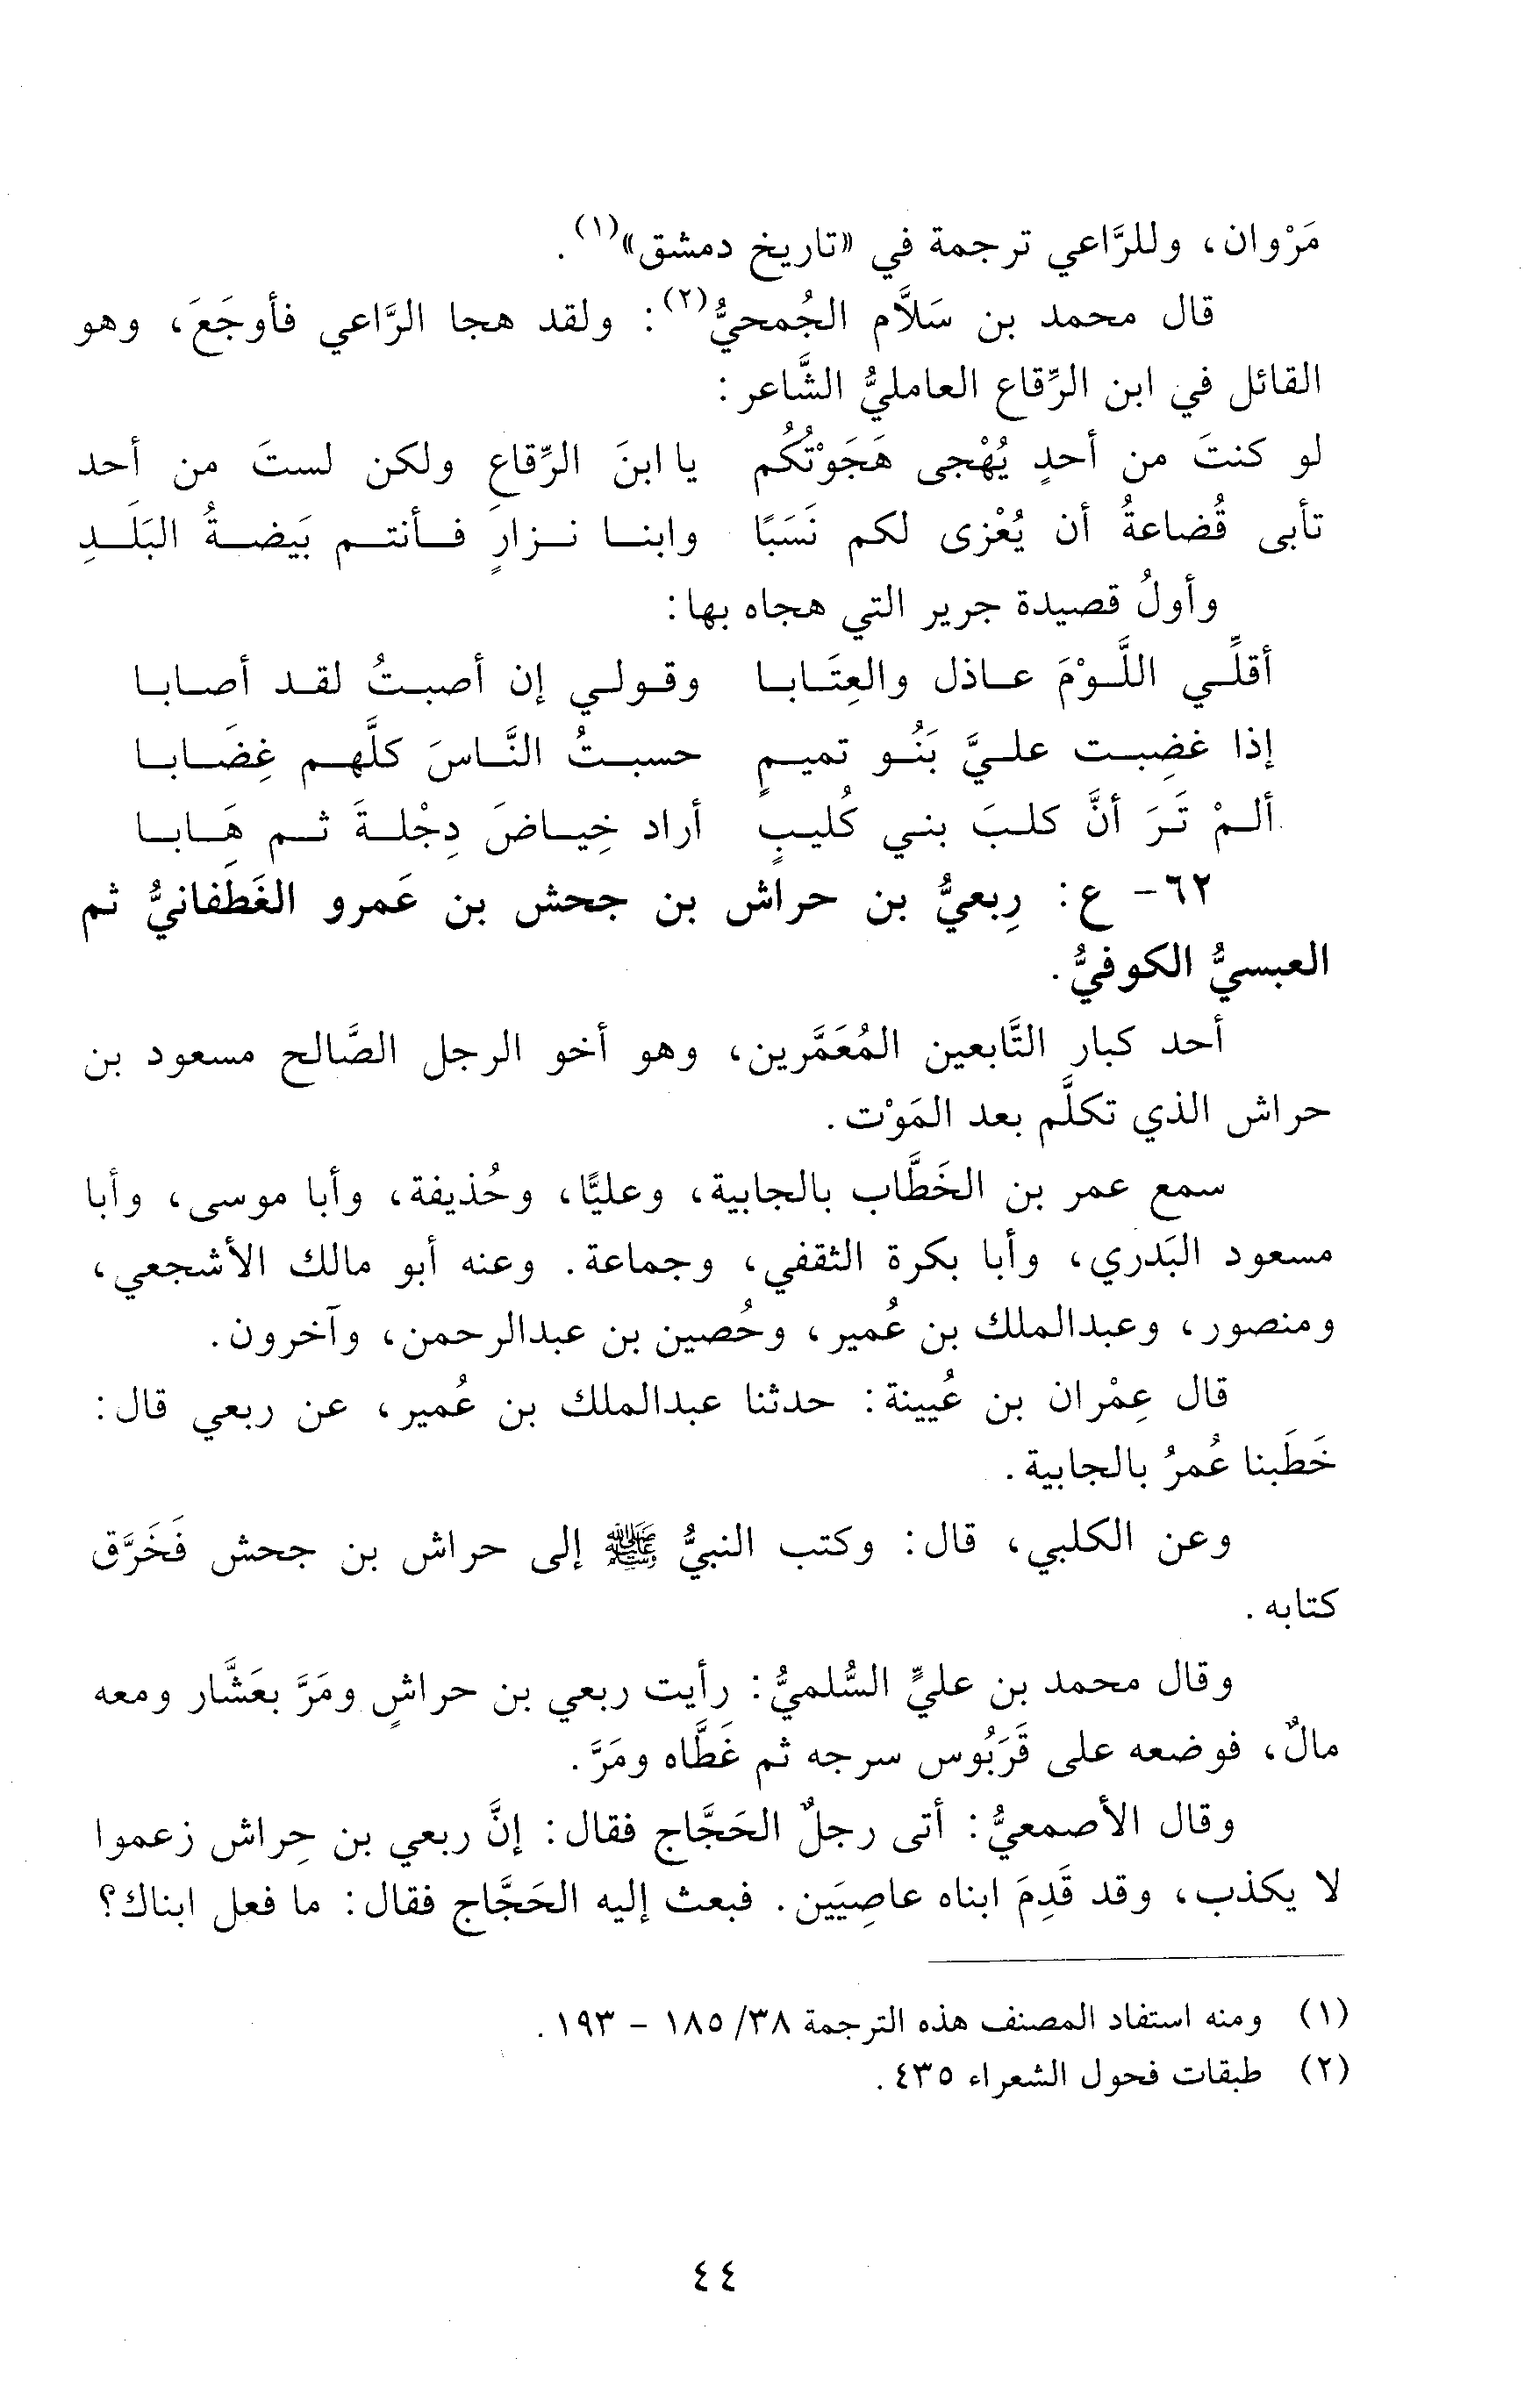 مَرْوان، وللرَّاعي ترجمة في «تاريخ دمشق»(١).
قال محمد بن سَلاَّم الجُمحيُّ(٢): ولقد هجا الرَّاعي فأوجَعَ، وهو
القائل في ابن الرِّقاع العامليُّ الشَّاعر:
لو كنتَ من أحدٍ يُهْجى هَجَوْتُكُم يا ابنَ الرِّقاعِ ولكن لستَ من أحد
تأبى قُضاعةُ أن يُعْزى لكم نَسَبًا وابنا نزارٍ فأنتم بَيضةُ البَلَدِ
وأولُ قصيدة جرير التي هجاه بها:
أقلِّي اللَّوْمَ عاذل والعِتَابا وقولي إن أصبتُ لقد أصابا
إذا غضِبت عليَّ بَنُو تميمٍ حسبتُ النَّاسَ كلَّهم غِضَابا
ألمْ تَرَ أنَّ كلبَ بني كُليبٍ أراد خِياضَ دِجْلةَ ثم هَابا
٦٢- ع: رِبعيُّ بن حراش بن جحش بن عَمرو الغَطَفانيُّ ثم
العبسيُّ الكوفيُّ.
أحد كبار التَّابعين المُعَمَّرين، وهو أخو الرجل الصَّالح مسعود بن
حراش الذي تكلَّم بعد المَوْت.
سمع عمر بن الخَطَّاب بالجابية، وعليًّا، وحُذيفة، وأبا موسى، وأبا
مسعود البَدري، وأبا بكرة الثقفي، وجماعة. وعنه أبو مالك الأشجعي،
ومنصور، وعبدالملك بن عُمير، وحُصين بن عبدالرحمن، وآخرون.
قال عِمْران بن عُيينة: حدثنا عبدالملك بن عُمير، عن ربعي قال:
خَطَبنا عُمرُ بالجابية.
وعن الكلبي، قال: وكتب النبيُّ ﷺ إلى حراش بن جحش فَخَرَّق
كتابه.
وقال محمد بن عليٍّ السُّلميُّ: رأيت ربعي بن حراشٍ ومَرَّ بعَشَّار ومعه
مالٌ، فوضعه على قَرَبُوس سرجه ثم غَطَّاه ومَرَّ.
وقال الأصمعيُّ: أتى رجلٌ الحَجَّاج فقال: إنَّ ربعي بن حِراش زعموا
لا يكذب، وقد قَدِمَ ابناه عاصِيَين. فبعث إليه الحَجَّاج فقال: ما فعل ابناك؟
(١) ومنه استفاد المصنف هذه الترجمة ٣٨/ ١٨٥ - ١٩٣.
(٢) طبقات فحول الشعراء ٤٣٥.
٤٤